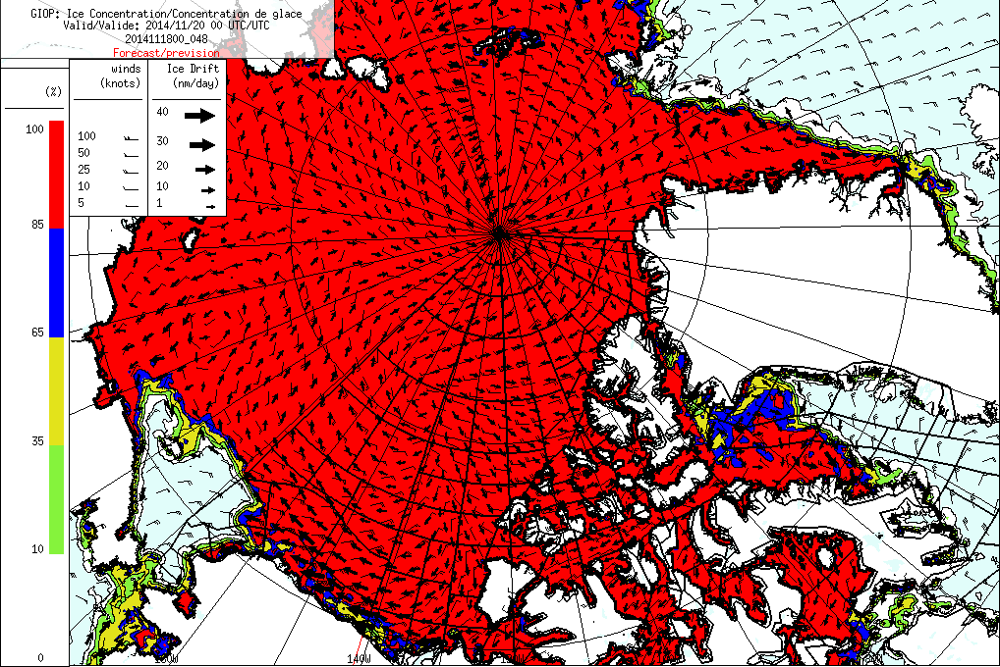 GIOP: Ice Concentration/Concentration de glace
Valid/Valide: 2014/11/20 00 UTC/UTC
2014111800_048
Forecast/prevision
winds
(knots)
Ice Drift
(nm/day)
(%)
100
85
65
35
10
0
100
50
25
10
5
40
30
20
10
1
140W